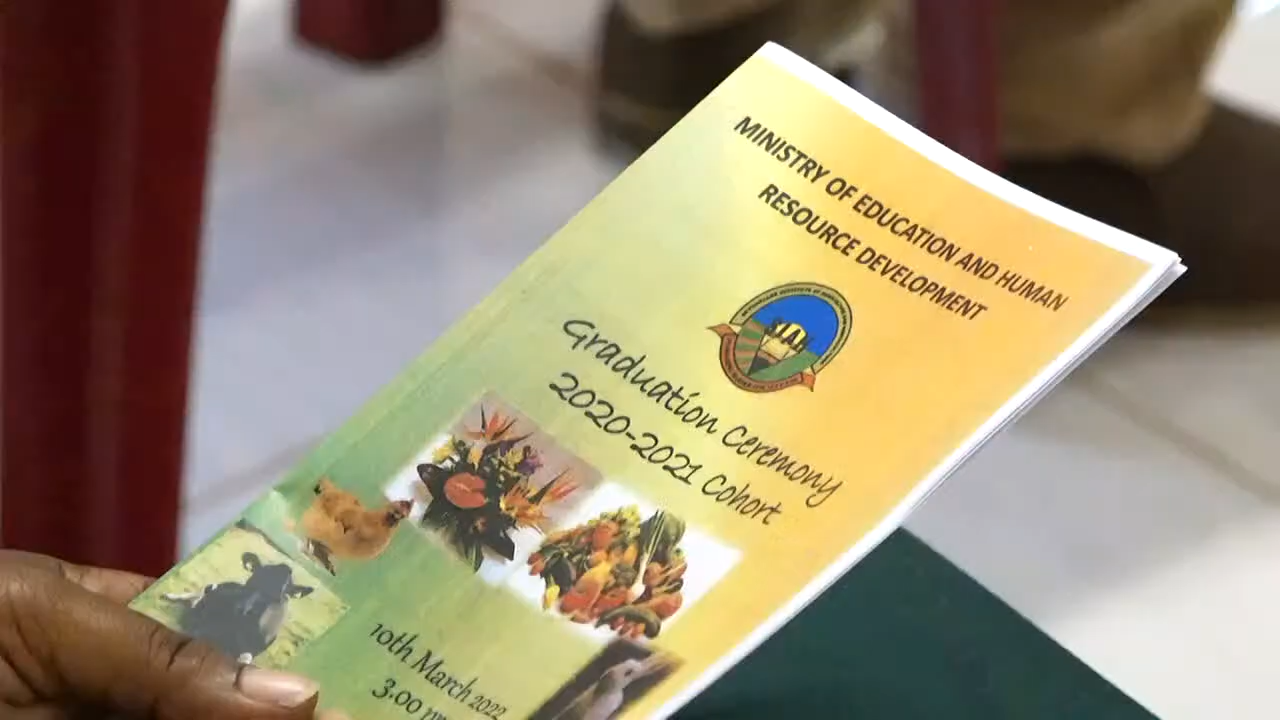 MINISTRY OF EDUCATION AND HUMAN
RESOURCE DEVELOPMENT
Graduation Ceremony
2020-2021 Cohort
10th March 2022
3.00